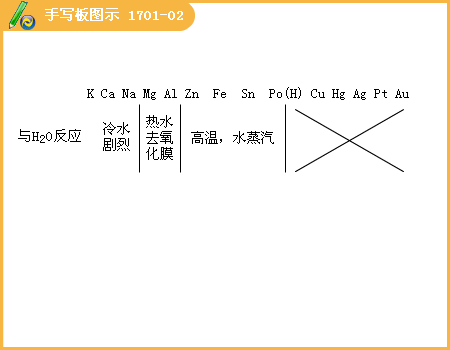 手写板图示 1701-02
K Ca Na Mg Al Zn Fe Sn Po(H) Cu Hg Ag Pt Au
与H₂O反应
冷水
剧烈
热水
去氧
化膜
高温，水蒸汽